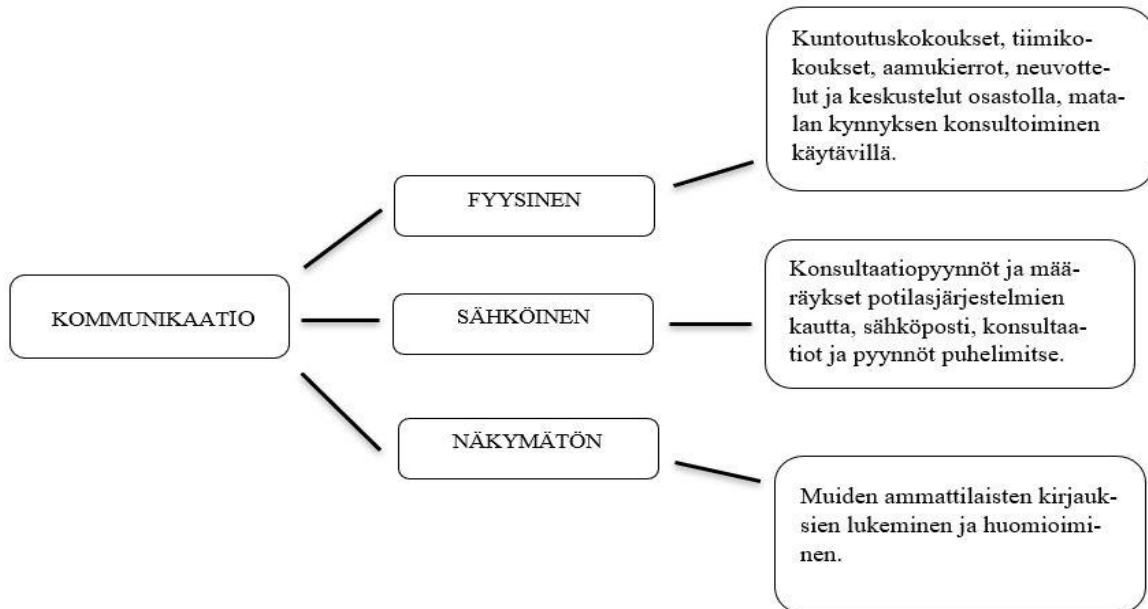 KOMMUNIKAATIO
FYYSINEN
Kuntoutuskokoukset, tiimiko-
koukset, aamukierrot, neuvotte-
lut ja keskustelut osastolla, mata-
lan kynnyksen konsultoiminen
käytävillä.
SÄHKÖINEN
Konsultaatiopyynnöt ja mää-
räykset potilasjärjestelmien
kautta, sähköposti, konsultaa-
tiot ja pyynnöt puhelimitse.
NÄKYMÄTÖN
Muiden ammattilaisten kirjauk-
sien lukeminen ja huomioimi-
nen.